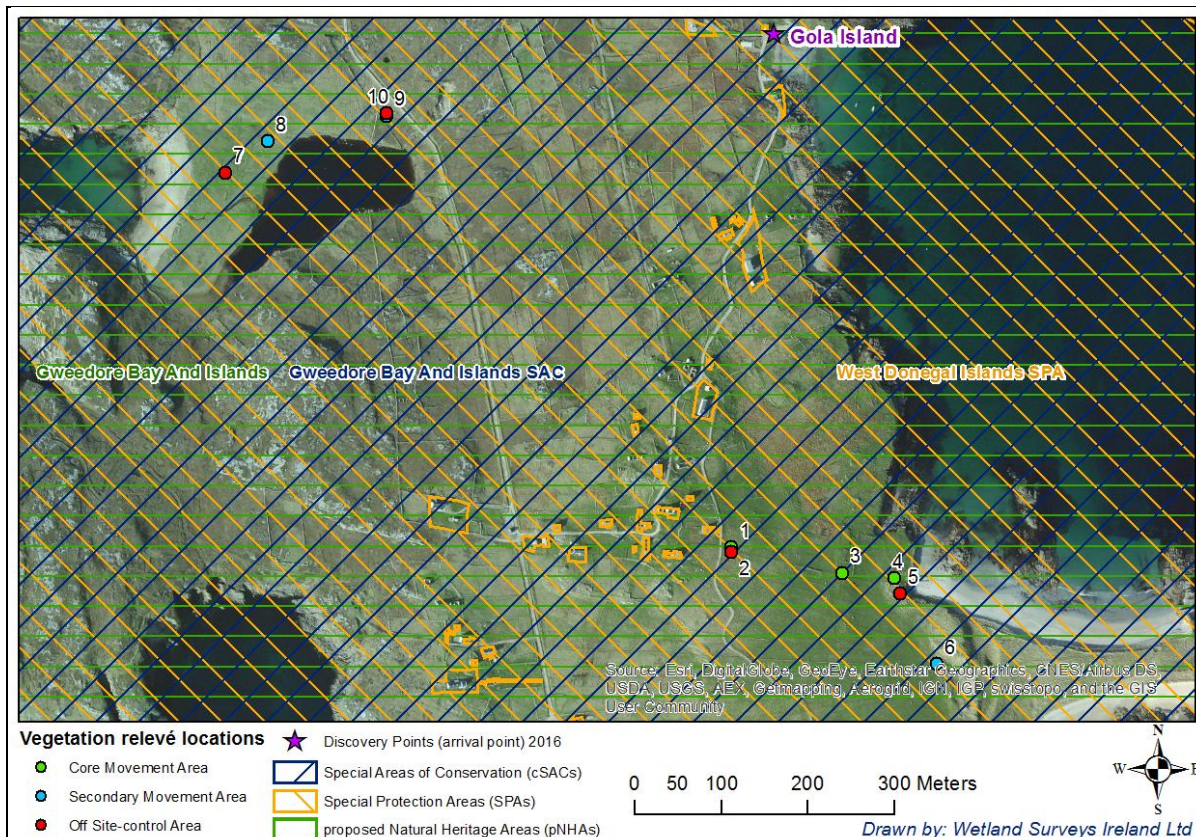 Gola Island
10 9
8
7
Gweedore Bay And Islands
Gweedore Bay And Islands SAC
West Donegal Islands SPA
1
2
3
4
5
6
Source: Esri, DigitalGlobe, GeoEye, Earthstar Geographics, CNES/Airbus DS,
USDA, USGS, AEX, Getmapping, Aerogrid, IGN, IGP, swisstopo, and the GIS
User Community
Vegetation relevé locations
Core Movement Area
Secondary Movement Area
Off Site-control Area
Discovery Points (arrival point) 2016
Special Areas of Conservation (cSACs)
Special Protection Areas (SPAs)
proposed Natural Heritage Areas (pNHAs)
0 50 100 200 300 Meters
N
W E
S
Drawn by: Wetland Surveys Ireland Ltd